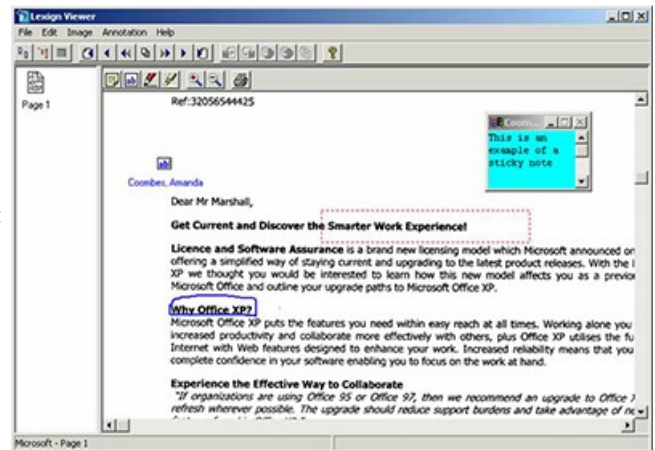 Lexign Viewer
File Edit Image Annotation Help
Page 1
Ref:32056544425
Coom...
This is an
example of a
sticky note
ab
Coombes, Amanda
Dear Mr Marshall,
Get Current and Discover the Smarter Work Experience!
Licence and Software Assurance is a brand new licensing model which Microsoft announced on
offering a simplified way of staying current and upgrading to the latest product releases. With the
XP we thought you would be interested to learn how this new model affects you as a previou
Microsoft Office and outline your upgrade paths to Microsoft Office XP.
Why Office XP?
Microsoft Office XP puts the features you need within easy reach at all times. Working alone you
increased productivity and collaborate more effectively with others, plus Office XP utilises the fu
Internet with Web features designed to enhance your work. Increased reliability means that you
complete confidence in your software enabling you to focus on the work at hand.
Experience the Effective Way to Collaborate
"If organizations are using Office 95 or Office 97, then we recommend an upgrade to Office
refresh wherever possible. The upgrade should reduce support burdens and take advantage of
Microsoft - Page 1